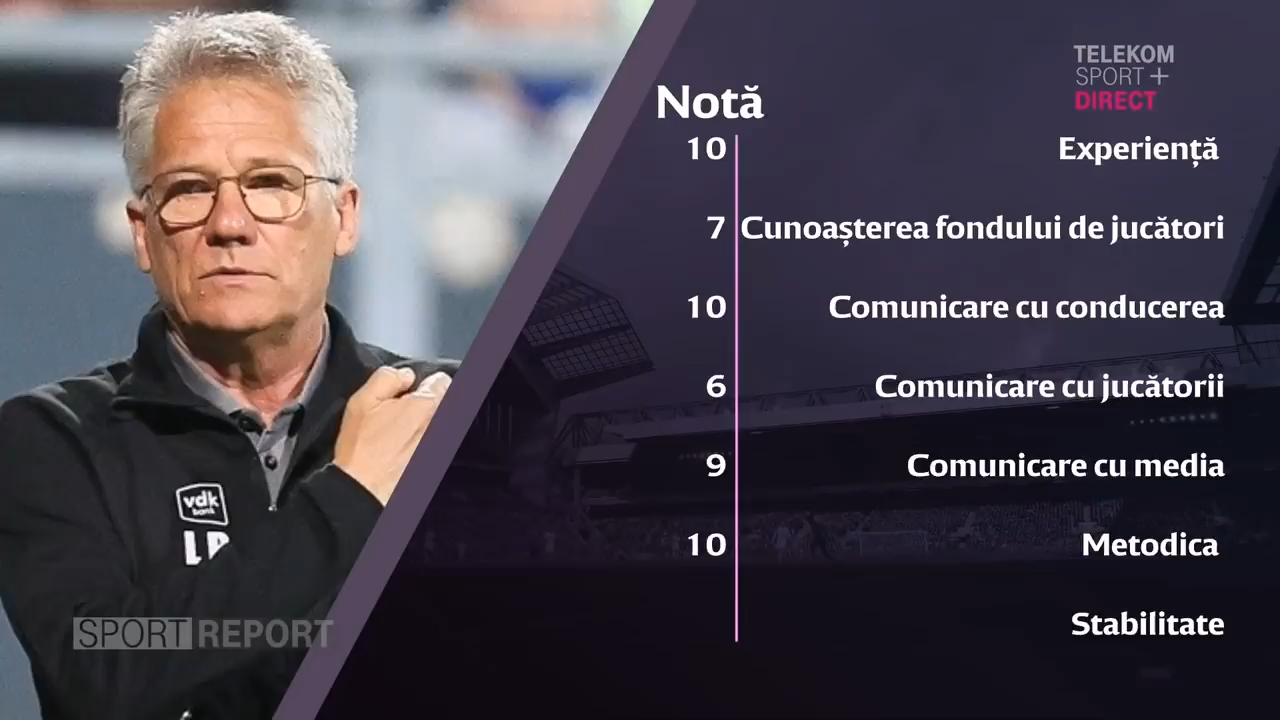 TELEKOM
SPORT +
DIRECT
Notă
10 Experiență
7 Cunoașterea fondului de jucători
10 Comunicare cu conducerea
6 Comunicare cu jucătorii
9 Comunicare cu media
10 Metodica
Stabilitate
vdk
bank
SPORT REPORT